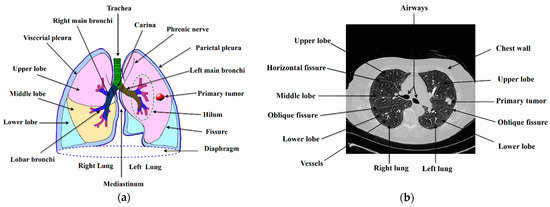 Trachea
Right main bronchi
Carina
Phrenic nerve
Viscerial pleura
Parietal pleura
Upper lobe
Left main bronchi
Middle lobe
Primary tumor
Hilum
Lower lobe
Fissure
Lobar bronchi
Diaphragm
Right Lung
Left Lung
Mediastinum
(a)
Airways
Upper lobe
Chest wall
Horizontal fissure
Upper lobe
Middle lobe
Primary tumor
Oblique fissure
Oblique fissure
Lower lobe
Lower lobe
Vessels
Right lung
Left lung
(b)